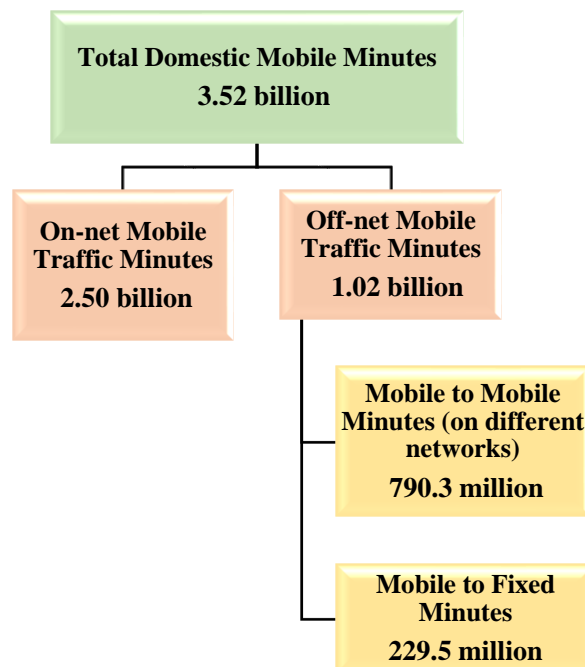 Total Domestic Mobile Minutes
3.52 billion
On-net Mobile
Traffic Minutes
2.50 billion
Off-net Mobile
Traffic Minutes
1.02 billion
Mobile to Mobile
Minutes (on different
networks)
790.3 million
Mobile to Fixed
Minutes
229.5 million